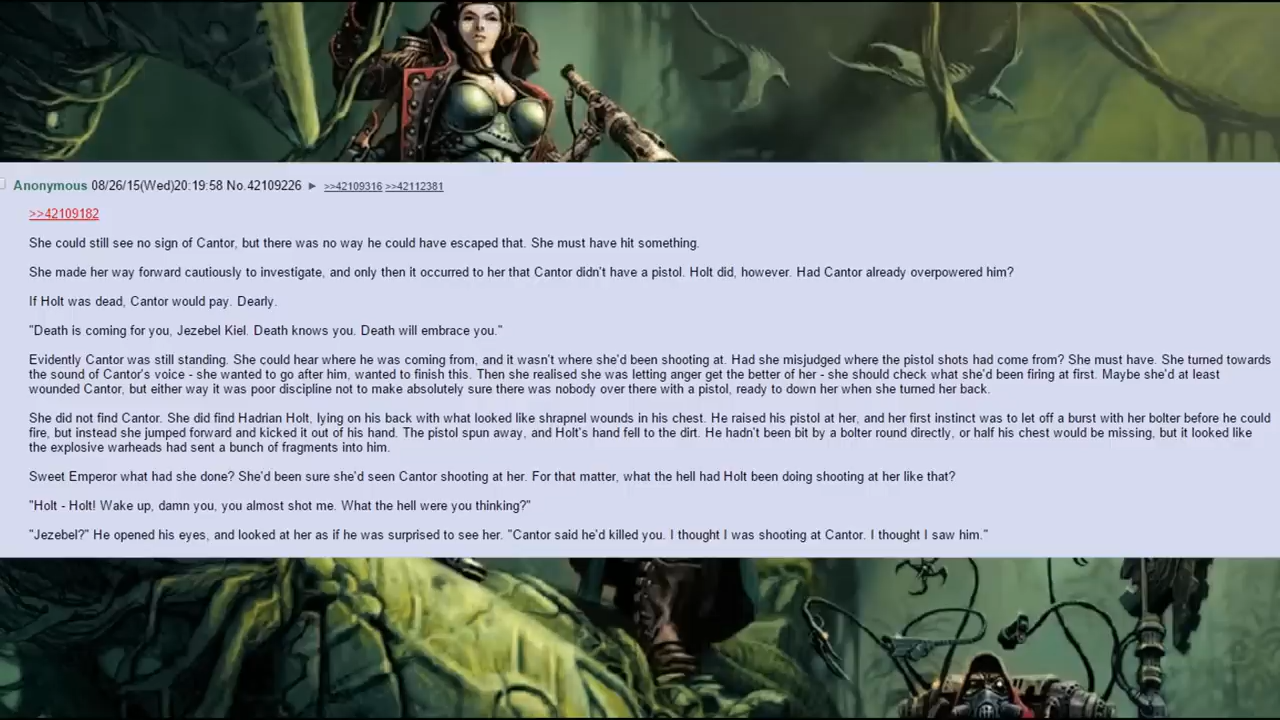 Anonymous 08/26/15(Wed)20:19:58 No.42109226 ► >>42109316 >>42112381
>>42109182
She could still see no sign of Cantor, but there was no way he could have escaped that. She must have hit something.
She made her way forward cautiously to investigate, and only then it occurred to her that Cantor didn't have a pistol. Holt did, however. Had Cantor already overpowered him?
If Holt was dead, Cantor would pay. Dearly.
"Death is coming for you, Jezebel Kiel. Death knows you. Death will embrace you."
Evidently Cantor was still standing. She could hear where he was coming from, and it wasn't where she'd been shooting at. Had she misjudged where the pistol shots had come from? She must have. She turned towards
the sound of Cantor's voice - she wanted to go after him, wanted to finish this. Then she realised she was letting anger get the better of her - she should check what she'd been firing at first. Maybe she'd at least
wounded Cantor, but either way it was poor discipline not to make absolutely sure there was nobody over there with a pistol, ready to down her when she turned her back.
She did not find Cantor. She did find Hadrian Holt, lying on his back with what looked like shrapnel wounds in his chest. He raised his pistol at her, and her first instinct was to let off a burst with her bolter before he could
fire, but instead she jumped forward and kicked it out of his hand. The pistol spun away, and Holt's hand fell to the dirt. He hadn't been bit by a bolter round directly, or half his chest would be missing, but it looked like
the explosive warheads had sent a bunch of fragments into him.
Sweet Emperor what had she done? She'd been sure she'd seen Cantor shooting at her. For that matter, what the hell had Holt been doing shooting at her like that?
"Holt - Holt! Wake up, damn you, you almost shot me. What the hell were you thinking?"
"Jezebel?" He opened his eyes, and looked at her as if he was surprised to see her. "Cantor said he'd killed you. I thought I was shooting at Cantor. I thought I saw him."